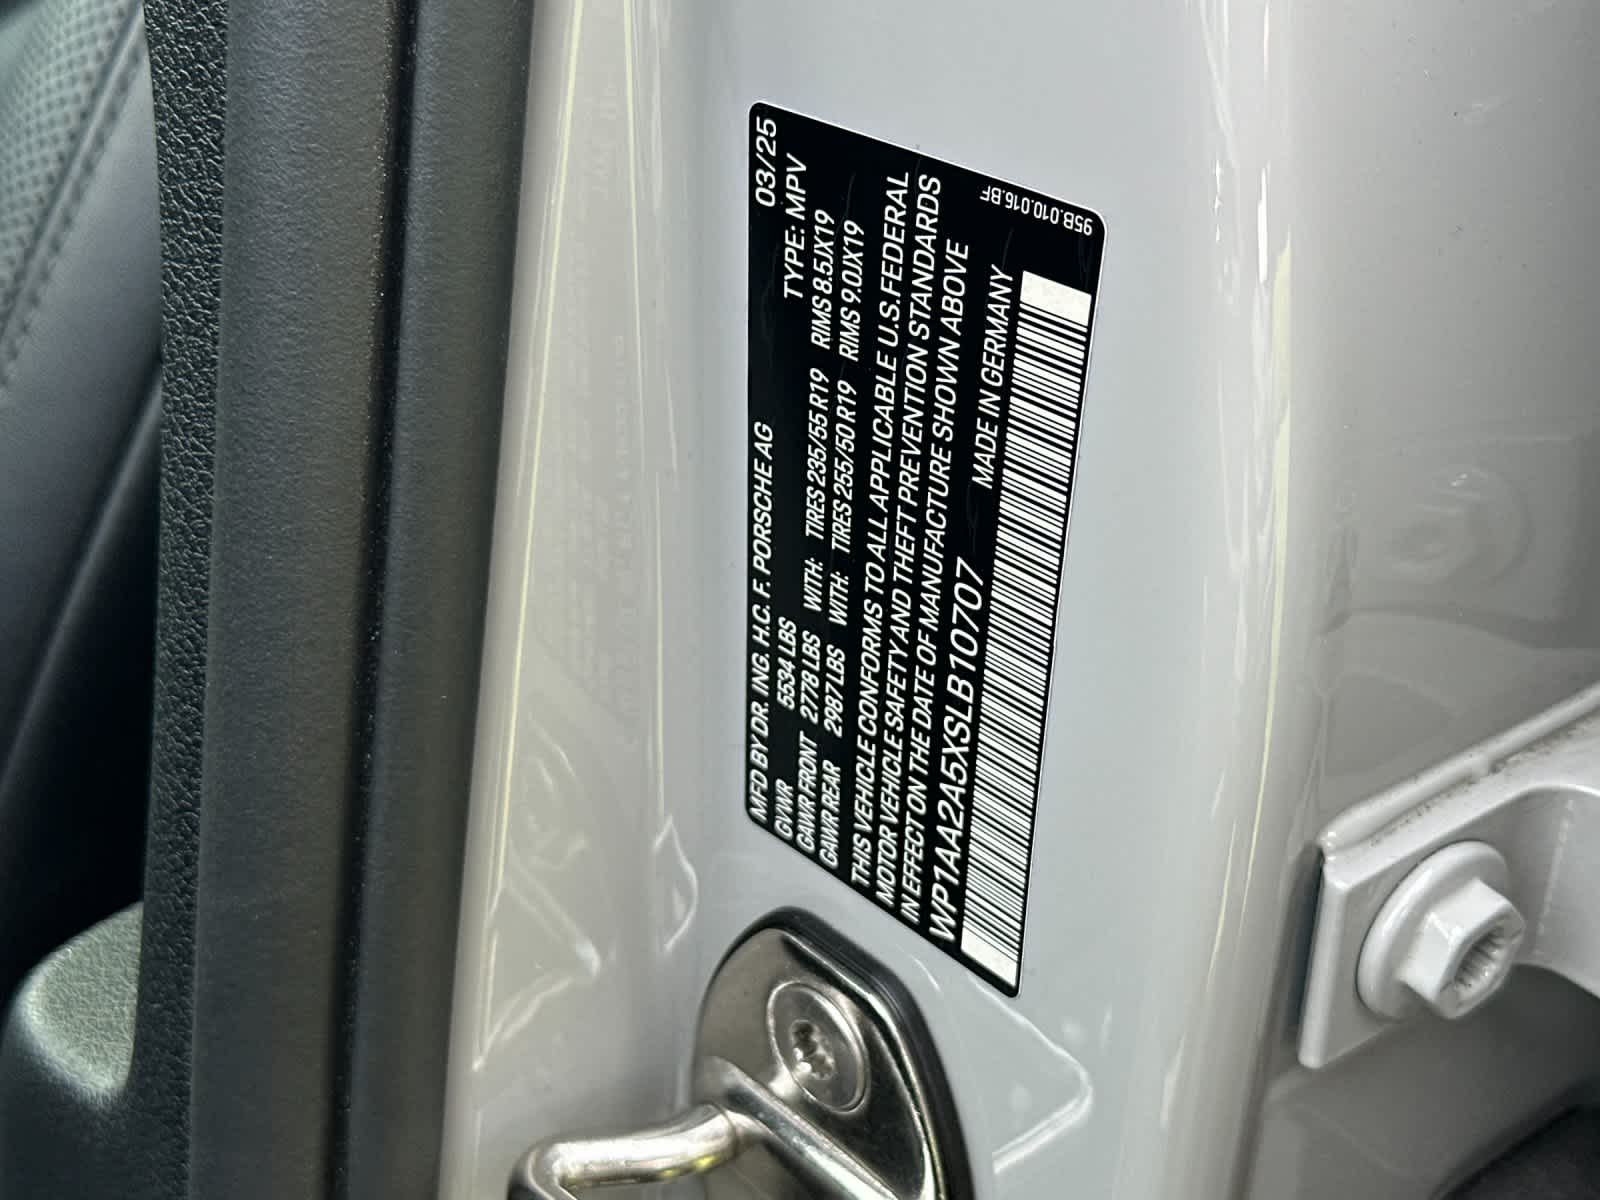 03/25
MFD BY DR. ING. H.C. F. PORSCHE AG
GVWR 5534 LBS TYPE: MPV
GAWR FRONT 2778 LBS WITH: TIRES 235/55 R19 RIMS 8.5JX19
GAWR REAR 2987 LBS WITH: TIRES 255/50 R19 RIMS 9.0JX19
THIS VEHICLE CONFORMS TO ALL APPLICABLE U.S. FEDERAL
MOTOR VEHICLE SAFETY AND THEFT PREVENTION STANDARDS
IN EFFECT ON THE DATE OF MANUFACTURE SHOWN ABOVE
WP1AA2A5XSLB10707 MADE IN GERMANY
95B.010.016.BF